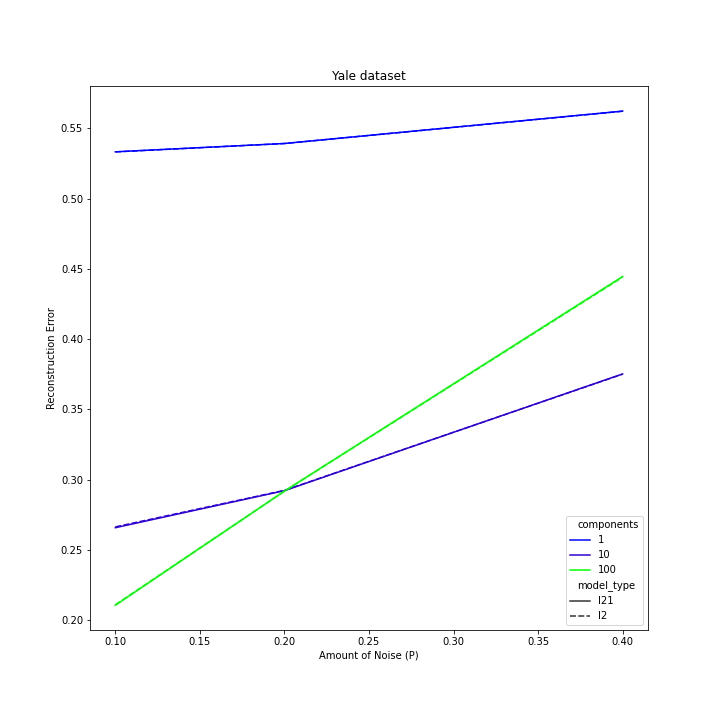 Yale dataset
0.55
0.50
0.45
0.40
0.35
0.30
0.25
0.20
Reconstruction Error
0.10 0.15 0.20 0.25 0.30 0.35 0.40
Amount of Noise (P)
components
1
10
100
model_type
l21
l2